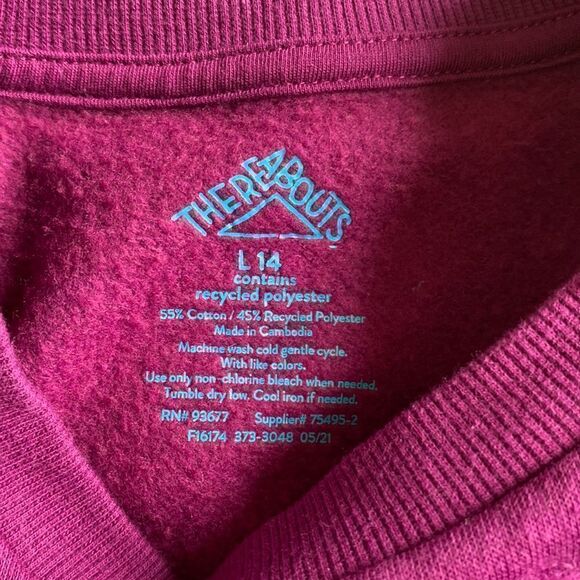 THEREABOUTS
L 14
contains
recycled polyester
55% Cotton / 45% Recycled Polyester
Made in Cambodia
Machine wash cold gentle cycle.
With like colors.
Use only non-chlorine bleach when needed.
Tumble dry low. Cool iron if needed.
RN# 93677 Supplier# 75495-2
F16174 373-3048 05/21